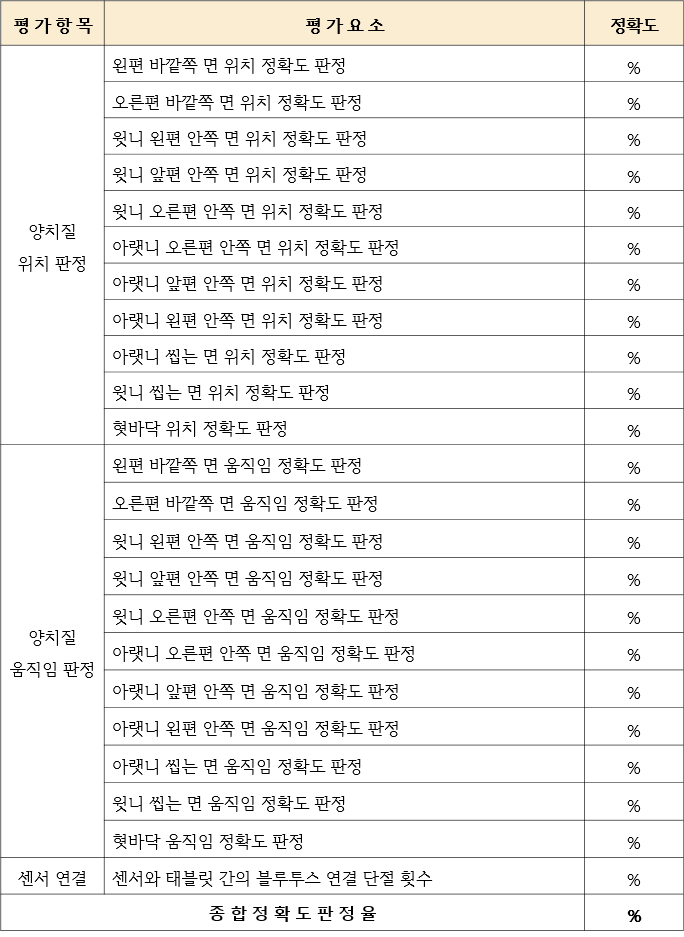 평 가 항 목 평 가 요 소 정확도
왼편 바깥쪽 면 위치 정확도 판정 %
오른편 바깥쪽 면 위치 정확도 판정 %
윗니 왼편 안쪽 면 위치 정확도 판정 %
윗니 앞편 안쪽 면 위치 정확도 판정 %
윗니 오른편 안쪽 면 위치 정확도 판정 %
양치질
위치 판정
아랫니 오른편 안쪽 면 위치 정확도 판정 %
아랫니 앞편 안쪽 면 위치 정확도 판정 %
아랫니 왼편 안쪽 면 위치 정확도 판정 %
아랫니 씹는 면 위치 정확도 판정 %
윗니 씹는 면 위치 정확도 판정 %
혓바닥 위치 정확도 판정 %
왼편 바깥쪽 면 움직임 정확도 판정 %
오른편 바깥쪽 면 움직임 정확도 판정 %
윗니 왼편 안쪽 면 움직임 정확도 판정 %
윗니 앞편 안쪽 면 움직임 정확도 판정 %
윗니 오른편 안쪽 면 움직임 정확도 판정 %
양치질
움직임 판정
아랫니 오른편 안쪽 면 움직임 정확도 판정 %
아랫니 앞편 안쪽 면 움직임 정확도 판정 %
아랫니 왼편 안쪽 면 움직임 정확도 판정 %
아랫니 씹는 면 움직임 정확도 판정 %
윗니 씹는 면 움직임 정확도 판정 %
혓바닥 움직임 정확도 판정 %
센서 연결 센서와 태블릿 간의 블루투스 연결 단절 횟수 %
종 합 정 확 도 판 정 율 %